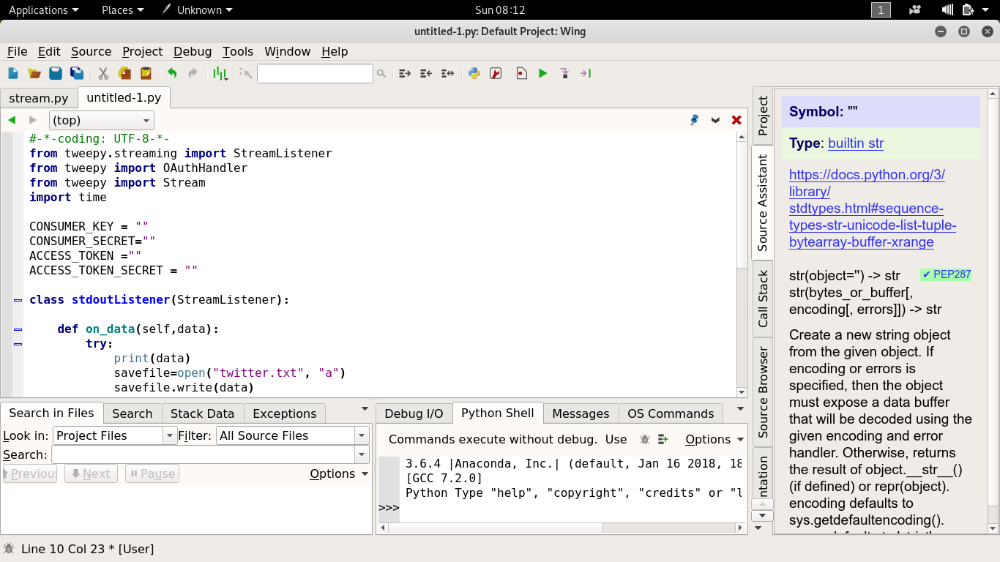 Applications Places Unknown Sun 08:12 1
untitled-1.py: Default Project: Wing
File Edit Source Project Debug Tools Window Help
stream.py untitled-1.py
(top)
#-*-coding: UTF-8-*-
from tweepy.streaming import StreamListener
from tweepy import OAuthHandler
from tweepy import Stream
import time
CONSUMER_KEY = ""
CONSUMER_SECRET=""
ACCESS_TOKEN =""
ACCESS_TOKEN_SECRET = ""
class stdoutListener(StreamListener):
def on_data(self,data):
try:
print(data)
savefile=open("twitter.txt", "a")
savefile.write(data)
Project
Source Assistant
Call Stack
Source Browser
ntation
Symbol: ""
Type: builtin str
https://docs.python.org/3/
library/
stdtypes.html#sequence-
types-str-unicode-list-tuple-
bytearray-buffer-xrange
str(object='') -> str ✔ PEP287
str(bytes_or_buffer[,
encoding[, errors]]) -> str
Create a new string object
from the given object. If
encoding or errors is
specified, then the object
must expose a data buffer
that will be decoded using the
given encoding and error
handler. Otherwise, returns
the result of object.__str__()
(if defined) or repr(object).
encoding defaults to
sys.getdefaultencoding().
Search in Files Search Stack Data Exceptions
Look in: Project Files Filter: All Source Files
Search:
Previous Next Pause Options
Debug I/O Python Shell Messages OS Commands
Commands execute without debug. Use Options
3.6.4 |Anaconda, Inc.| (default, Jan 16 2018, 18
[GCC 7.2.0]
Python Type "help", "copyright", "credits" or "l
>>>
Line 10 Col 23 * [User]